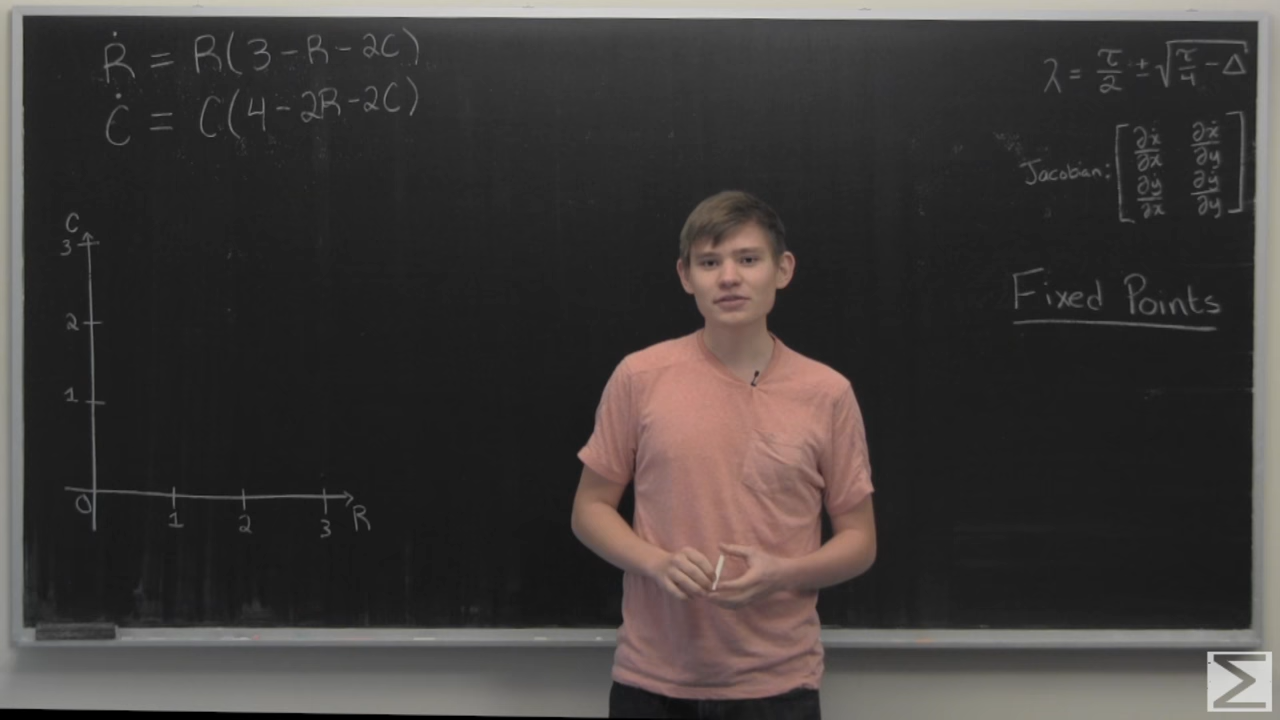 Ṙ = R(3-R-2C)
Ċ = C(4-2R-2C)
λ = τ/2 ± √(τ/4 - Δ)
Jacobian: [∂ẋ/∂x ∂ẋ/∂y
∂ẏ/∂x ∂ẏ/∂y]
Fixed Points
C
3
2
1
0
1 2 3 R
Σ